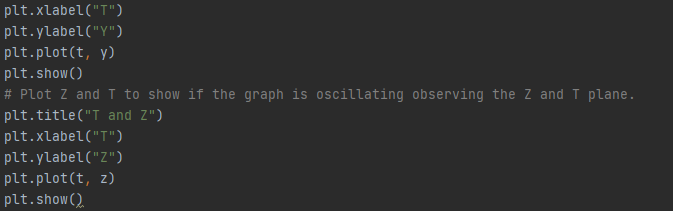 plt.xlabel("T")
plt.ylabel("Y")
plt.plot(t, y)
plt.show()
# Plot Z and T to show if the graph is oscillating observing the Z and T plane.
plt.title("T and Z")
plt.xlabel("T")
plt.ylabel("Z")
plt.plot(t, z)
plt.show()